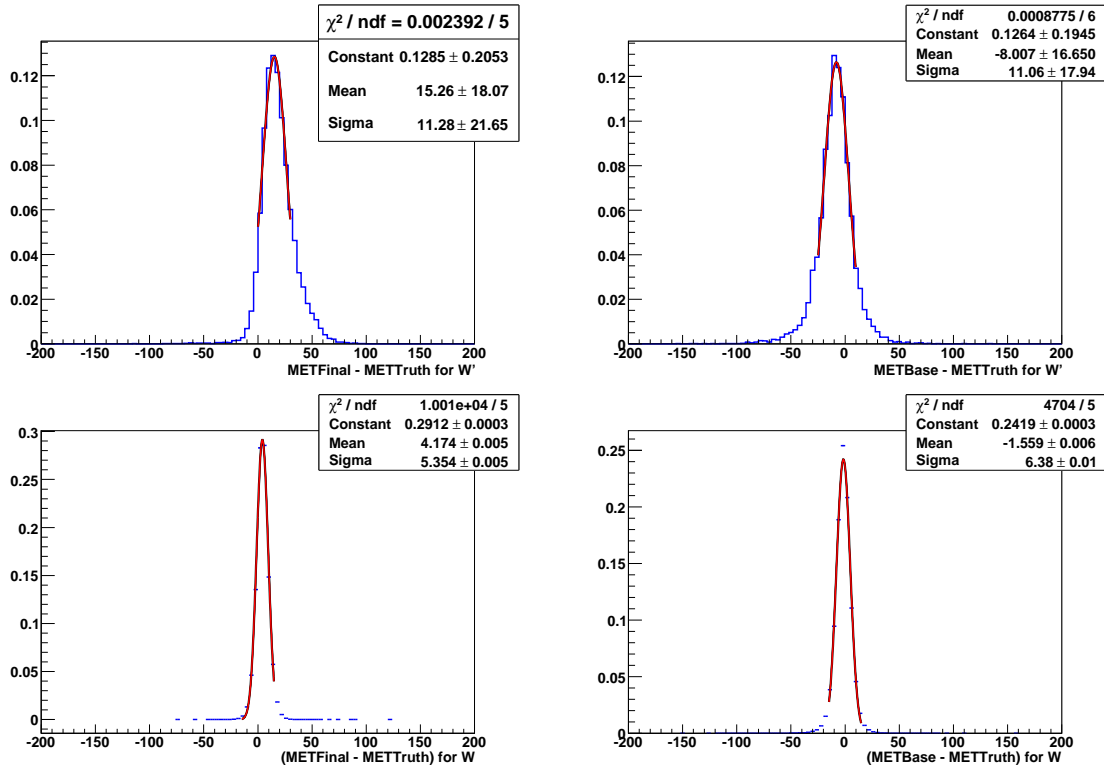 χ² / ndf = 0.002392 / 5
Constant 0.1285 ± 0.2053
Mean 15.26 ± 18.07
Sigma 11.28 ± 21.65
0.12
0.1
0.08
0.06
0.04
0.02
0
-200 -150 -100 -50 0 50 100 150 200
METFinal - METTruth for W'
χ² / ndf 0.0008775 / 6
Constant 0.1264 ± 0.1945
Mean -8.007 ± 16.650
Sigma 11.06 ± 17.94
0.12
0.1
0.08
0.06
0.04
0.02
0
-200 -150 -100 -50 0 50 100 150 200
METBase - METTruth for W'
χ² / ndf 1.001e+04 / 5
Constant 0.2912 ± 0.0003
Mean 4.174 ± 0.005
Sigma 5.354 ± 0.005
0.3
0.25
0.2
0.15
0.1
0.05
0
-200 -150 -100 -50 0 50 100 150 200
(METFinal - METTruth) for W
χ² / ndf 4704 / 5
Constant 0.2419 ± 0.0003
Mean -1.559 ± 0.006
Sigma 6.38 ± 0.01
0.25
0.2
0.15
0.1
0.05
0
-200 -150 -100 -50 0 50 100 150 200
(METBase - METTruth) for W